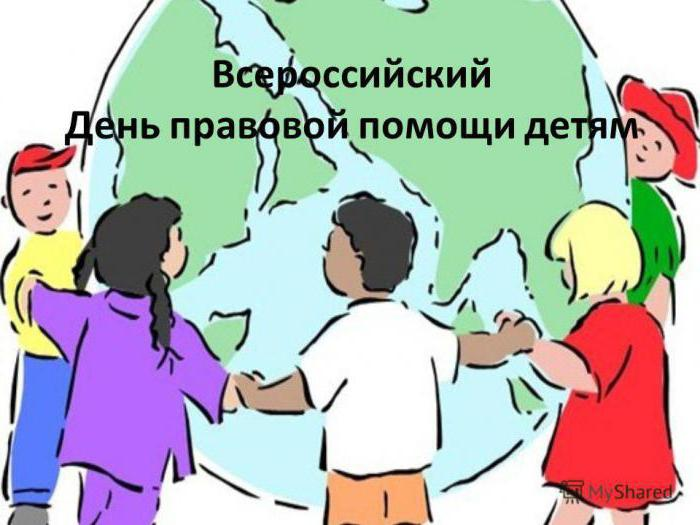 Всероссийский
День правовой помощи детям
MyShared